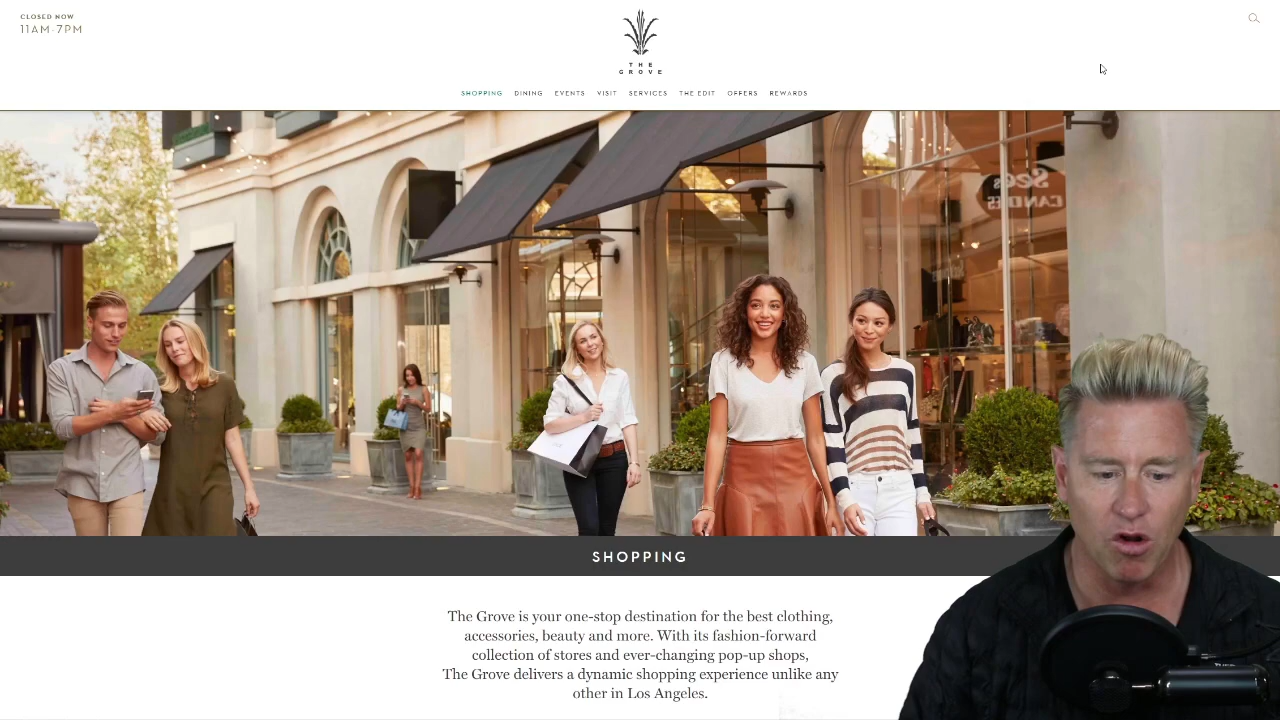 CLOSED NOW
11AM-7PM
THE
GROVE
SHOPPING DINING EVENTS VISIT SERVICES THE EDIT OFFERS REWARDS
See's
CANDIES
SHOPPING
The Grove is your one-stop destination for the best clothing,
accessories, beauty and more. With its fashion-forward
collection of stores and ever-changing pop-up shops,
The Grove delivers a dynamic shopping experience unlike any
other in Los Angeles.